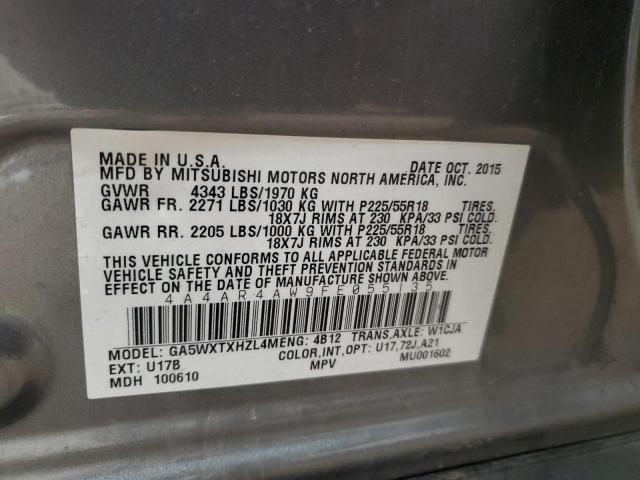 MADE IN U.S.A. DATE OCT. 2015
MFD BY MITSUBISHI MOTORS NORTH AMERICA, INC.
GVWR 4343 LBS/1970 KG
GAWR FR. 2271 LBS/1030 KG WITH P225/55R18 TIRES,
18X7J RIMS AT 230 KPA/33 PSI COLD.
GAWR RR. 2205 LBS/1000 KG WITH P225/55R18 TIRES,
18X7J RIMS AT 230 KPA/33 PSI COLD.
THIS VEHICLE CONFORMS TO ALL APPLICABLE FEDERAL MOTOR
VEHICLE SAFETY AND THEFT PREVENTION STANDARDS IN
EFFECT ON THE DATE OF MANUFACTURE SHOWN ABOVE.
4A4AR4AW9FE055135
MODEL: GA5WXTXHZL4MENG: 4B12 TRANS,AXLE: W1CJA
EXT: U17B COLOR,INT,OPT: U17,72J,A21
MDH 100610 MPV MU001602